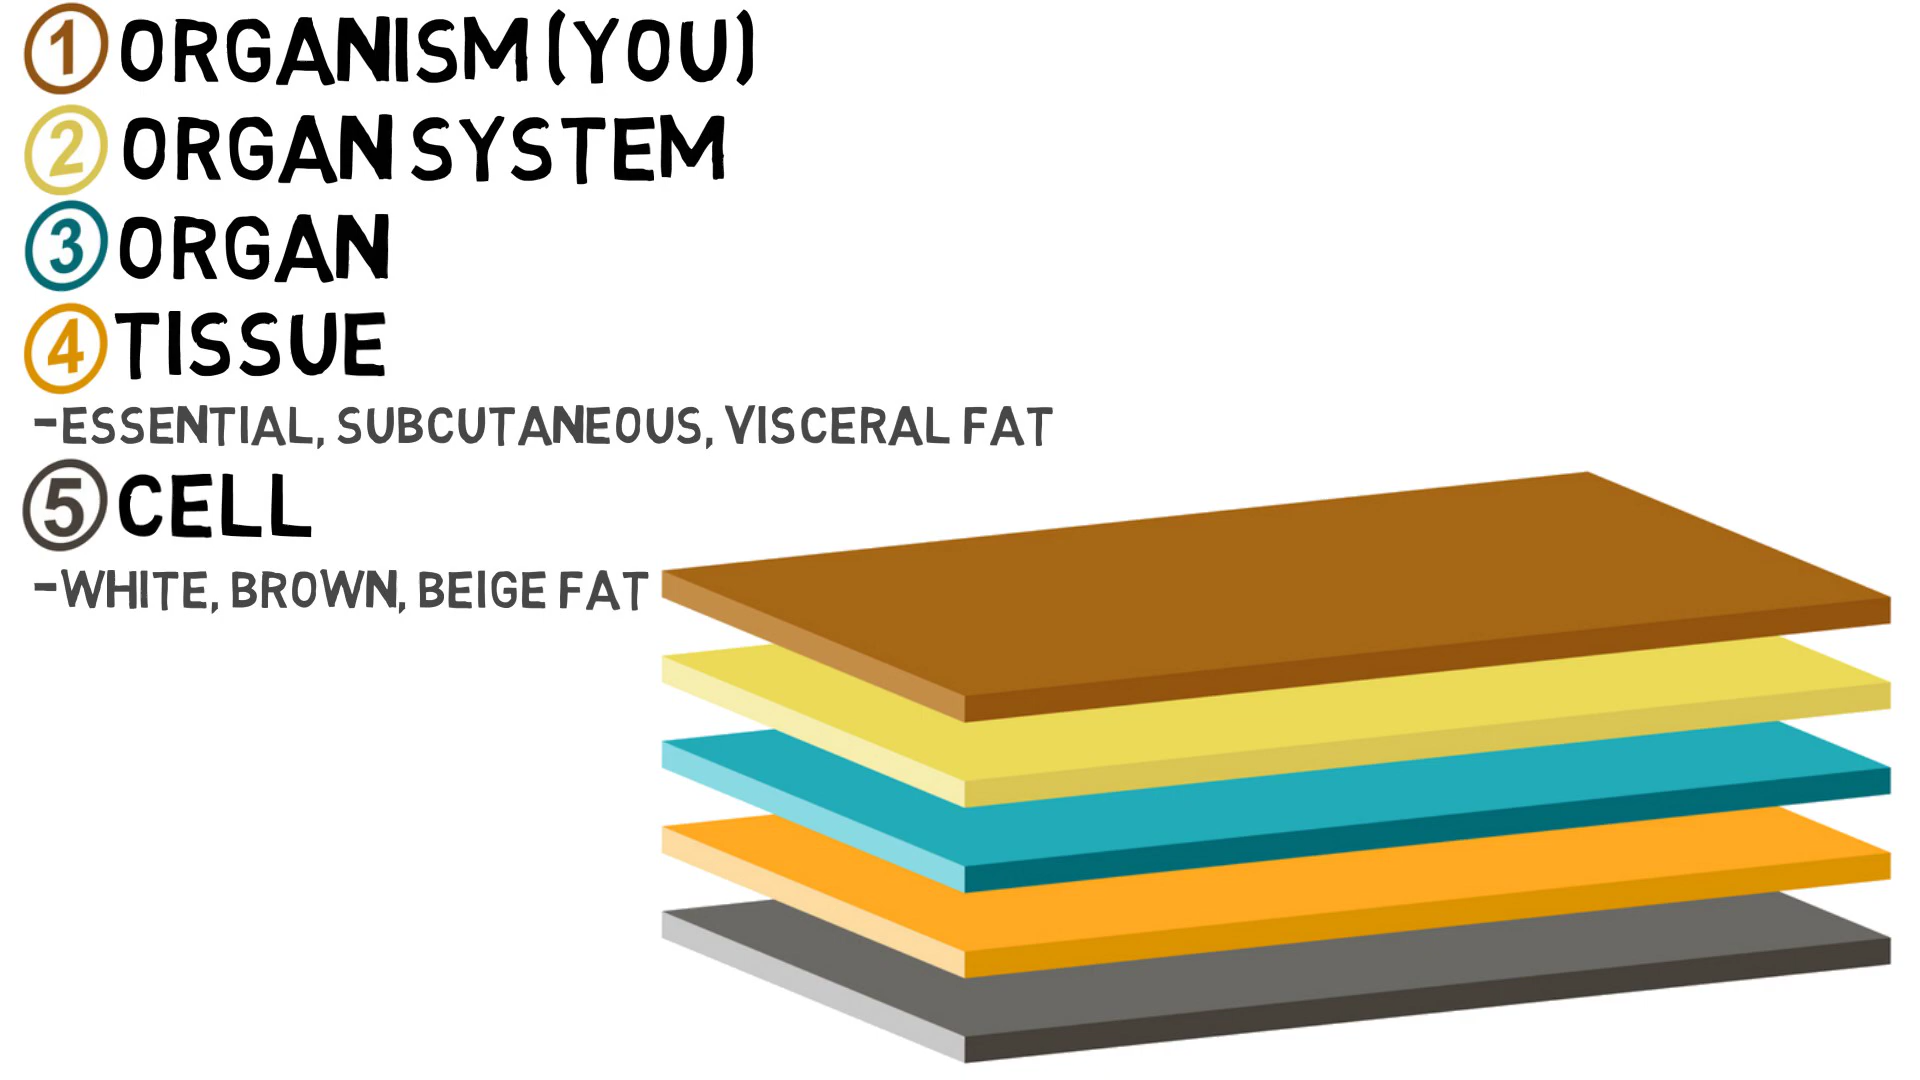 1 ORGANISM (YOU)
2 ORGAN SYSTEM
3 ORGAN
4 TISSUE
-ESSENTIAL, SUBCUTANEOUS, VISCERAL FAT
5 CELL
-WHITE, BROWN, BEIGE FAT